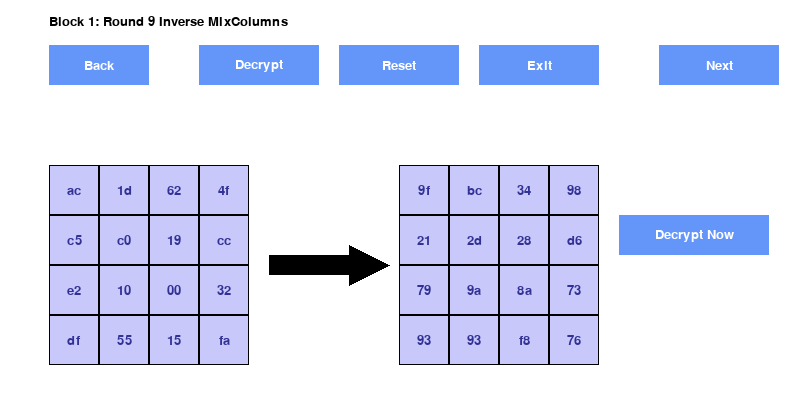 Block 1: Round 9 Inverse MixColumns
Back Decrypt Reset Exit Next
ac 1d 62 4f 9f bc 34 98
c5 c0 19 cc 21 2d 28 d6
Decrypt Now
e2 10 00 32 79 9a 8a 73
df 55 15 fa 93 93 f8 76